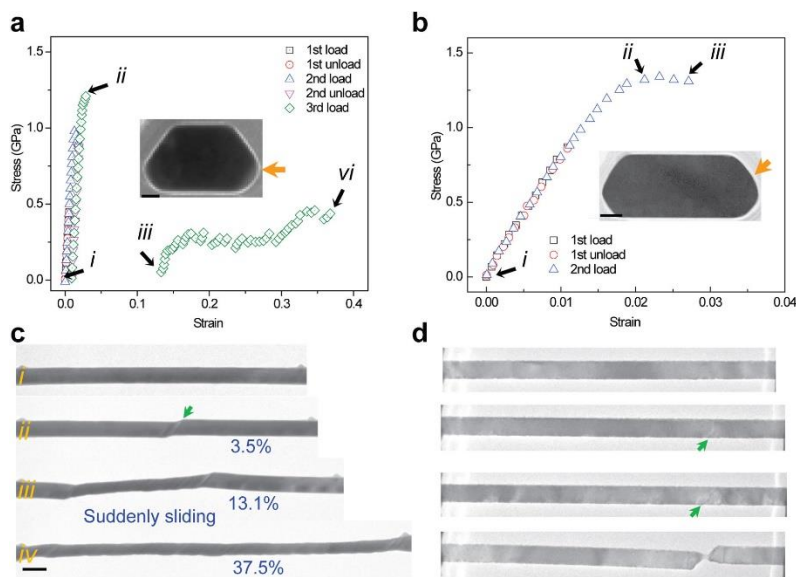 a
1.5
1.0
0.5
0.0
Stress (GPa)
0.0
0.1
0.2
0.3
0.4
Strain
1st load
1st unload
2nd load
2nd unload
3rd load
i
ii
iii
vi
b
1.5
1.0
0.5
0.0
Stress (GPa)
0.00
0.01
0.02
0.03
0.04
Strain
1st load
1st unload
2nd load
i
ii
iii
c
i
ii
3.5%
iii
13.1%
Suddenly sliding
iv
37.5%
d